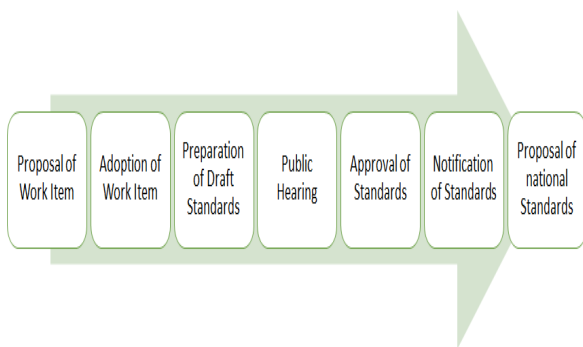 Proposal of
Work Item
Adoption of
Work Item
Preparation
of Draft
Standards
Public
Hearing
Approval of
Standards
Notification
of Standards
Proposal of
national
Standards